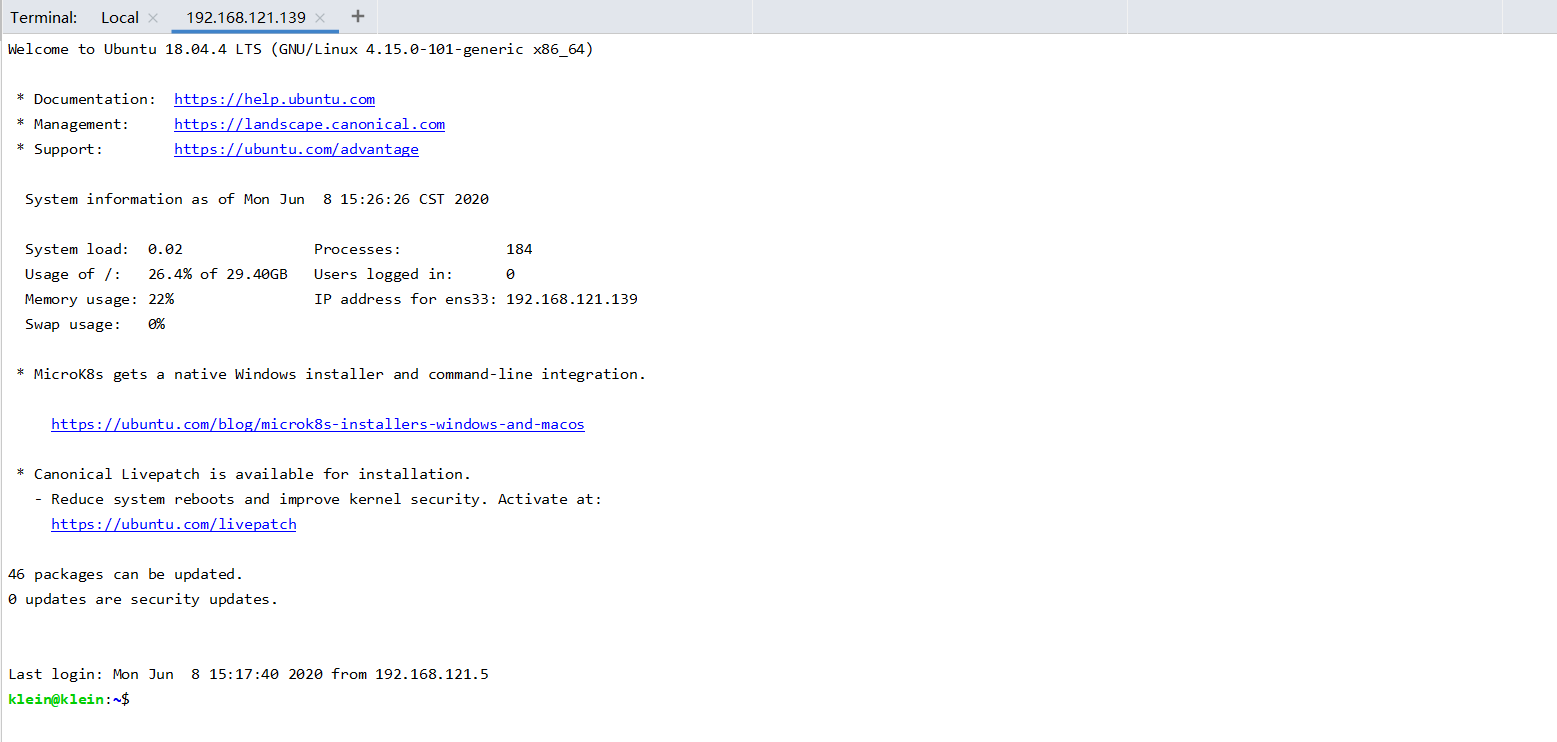 Terminal: Local × 192.168.121.139 × +
Welcome to Ubuntu 18.04.4 LTS (GNU/Linux 4.15.0-101-generic x86_64)
* Documentation: https://help.ubuntu.com
* Management: https://landscape.canonical.com
* Support: https://ubuntu.com/advantage
System information as of Mon Jun 8 15:26:26 CST 2020
System load: 0.02 Processes: 184
Usage of /: 26.4% of 29.40GB Users logged in: 0
Memory usage: 22% IP address for ens33: 192.168.121.139
Swap usage: 0%
* MicroK8s gets a native Windows installer and command-line integration.
https://ubuntu.com/blog/microk8s-installers-windows-and-macos
* Canonical Livepatch is available for installation.
- Reduce system reboots and improve kernel security. Activate at:
https://ubuntu.com/livepatch
46 packages can be updated.
0 updates are security updates.
Last login: Mon Jun 8 15:17:40 2020 from 192.168.121.5
klein@klein:~$